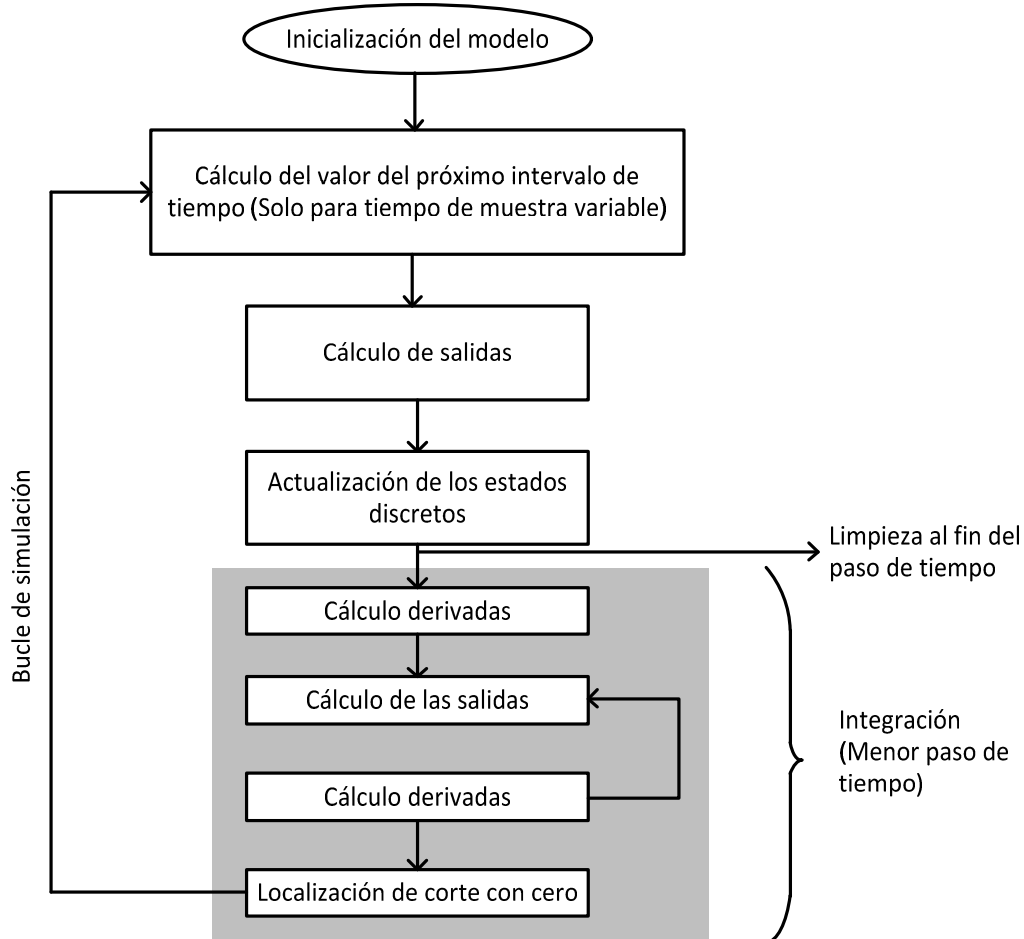 Inicialización del modelo
Cálculo del valor del próximo intervalo de
tiempo (Solo para tiempo de muestra variable)
Cálculo de salidas
Actualización de los estados
discretos
Limpieza al fin del
paso de tiempo
Cálculo derivadas
Cálculo de las salidas
Integración
(Menor paso de
tiempo)
Cálculo derivadas
Localización de corte con cero
Bucle de simulación